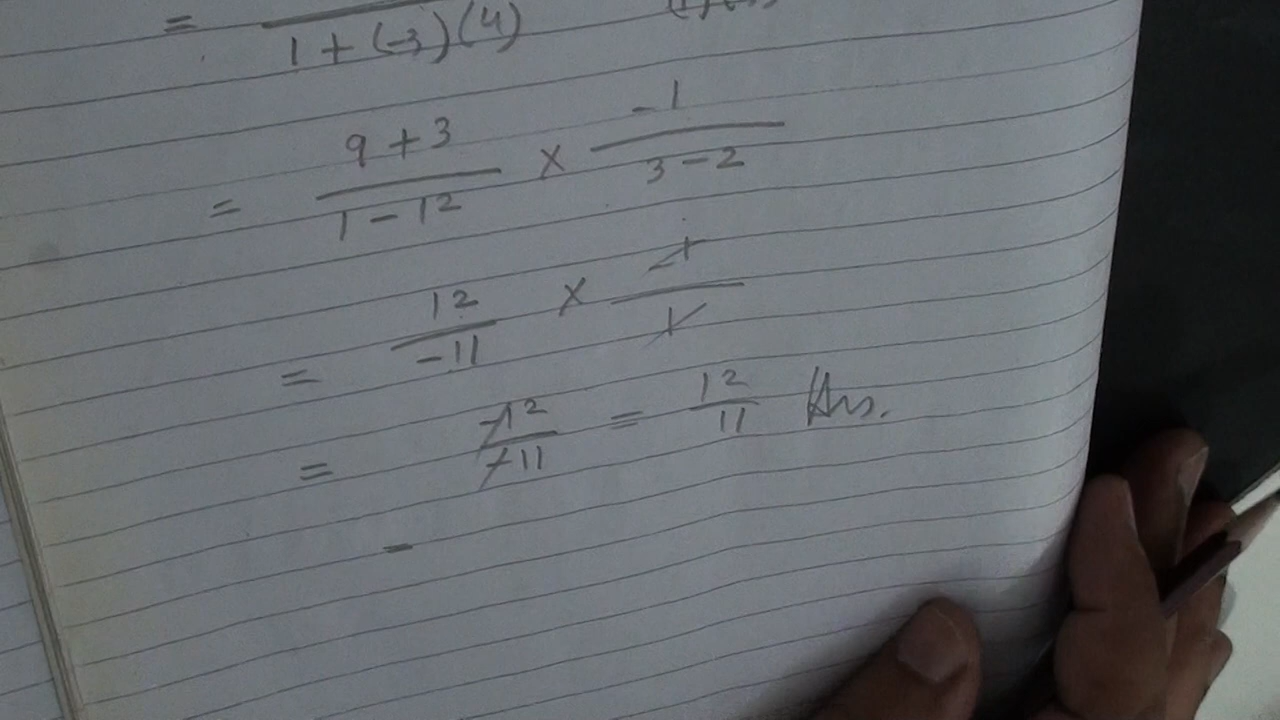 = 1 + (-3)(4)
= 9 + 3 / 1 - 12 × -1 / 3 - 2
= 12 / -11 × -1 / 1
= -12 / -11 = 12 / 11 Ans.
-